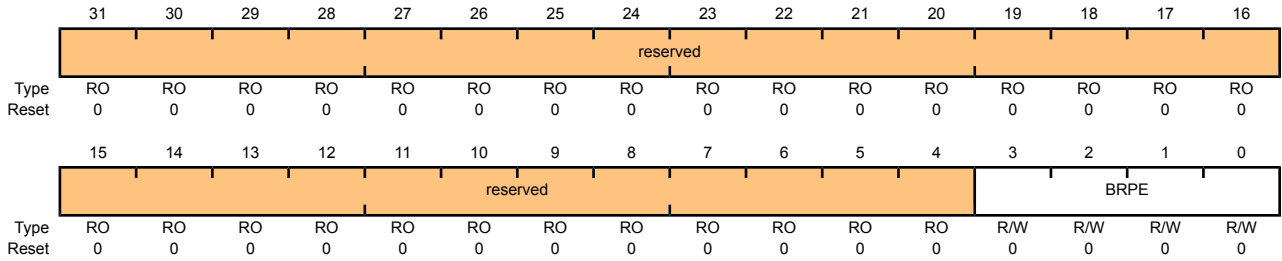 31 30 29 28 27 26 25 24 23 22 21 20 19 18 17 16
reserved
Type RO RO RO RO RO RO RO RO RO RO RO RO RO RO RO RO
Reset 0 0 0 0 0 0 0 0 0 0 0 0 0 0 0 0
15 14 13 12 11 10 9 8 7 6 5 4 3 2 1 0
reserved BRPE
Type RO RO RO RO RO RO RO RO RO RO RO RO R/W R/W R/W R/W
Reset 0 0 0 0 0 0 0 0 0 0 0 0 0 0 0 0